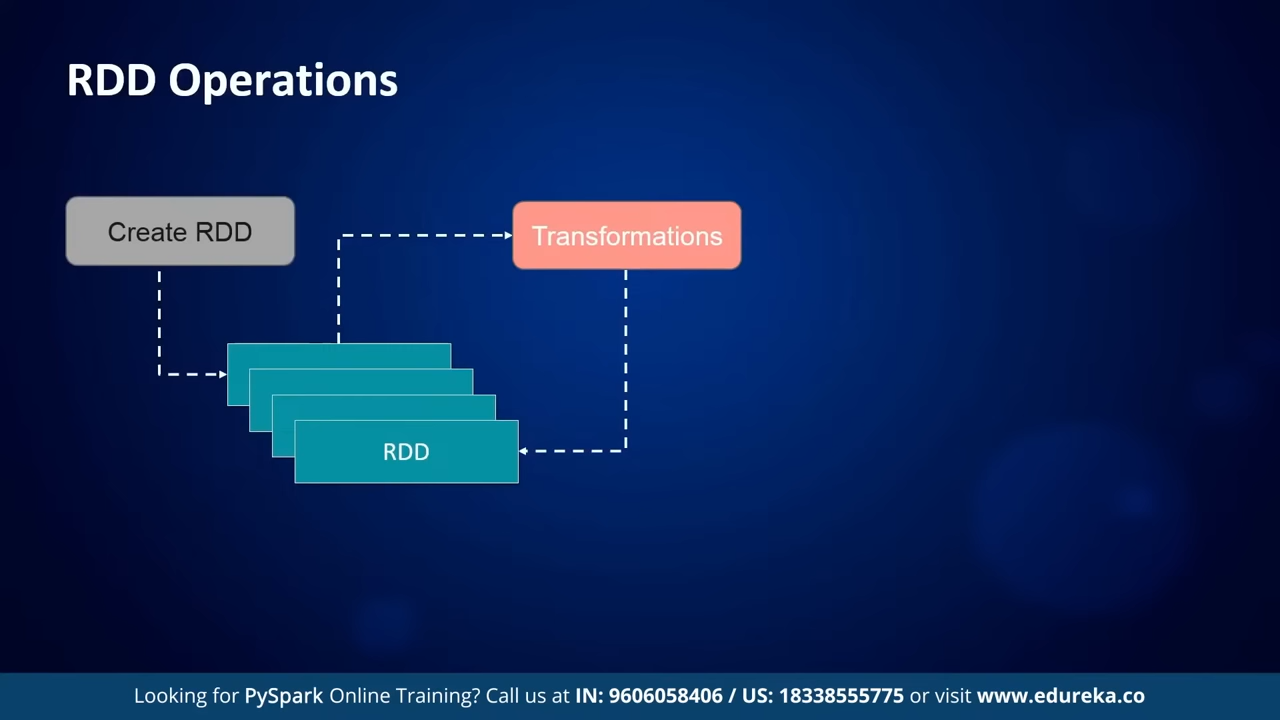 RDD Operations
Create RDD
Transformations
RDD
Looking for PySpark Online Training? Call us at IN: 9606058406 / US: 18338555775 or visit www.edureka.co